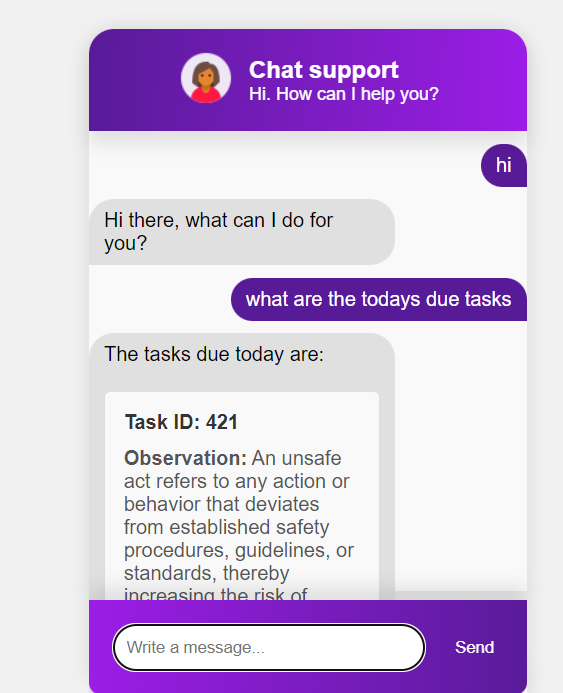 Chat support
Hi. How can I help you?
hi
Hi there, what can I do for
you?
what are the todays due tasks
The tasks due today are:
Task ID: 421
Observation: An unsafe
act refers to any action or
behavior that deviates
from established safety
procedures, guidelines, or
standards, thereby
increasing the risk of
Write a message...
Send